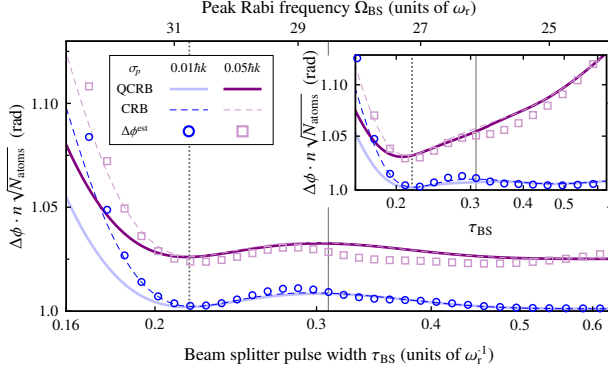 Peak Rabi frequency Ω_BS (units of ω_r)
31 29 27 25
σ_p 0.01ħk 0.05ħk
QCRB
CRB
Δϕ^est
1.10
1.05
1.0
Δϕ · n √N_atoms (rad)
0.16 0.2 0.3 0.4 0.5 0.6
Beam splitter pulse width τ_BS (units of ω_r^-1)
1.10
1.05
1.0
Δϕ · n √N_atoms (rad)
0.2 0.3 0.4 0.5
τ_BS